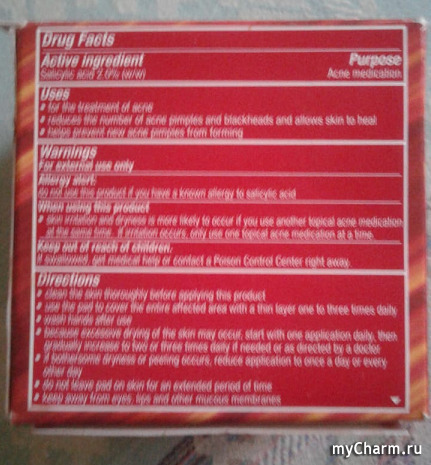 Drug Facts
Active ingredient Purpose
Salicylic acid 2.0% (w/w) Acne medication
Uses
• for the treatment of acne
• reduces the number of acne pimples and blackheads and allows skin to heal
• helps prevent new acne pimples from forming
Warnings
For external use only
Allergy alert:
do not use this product if you have a known allergy to salicylic acid
When using this product
• skin irritation and dryness is more likely to occur if you use another topical acne medication
at the same time. If irritation occurs, only use one topical acne medication at a time.
Keep out of reach of children.
If swallowed, get medical help or contact a Poison Control Center right away.
Directions
• clean the skin thoroughly before applying this product
• use the pad to cover the entire affected area with a thin layer one to three times daily
• wash hands after use
• because excessive drying of the skin may occur, start with one application daily, then
gradually increase to two or three times daily if needed or as directed by a doctor
• if bothersome dryness or peeling occurs, reduce application to once a day or every
other day
• do not leave pad on skin for an extended period of time
• keep away from eyes, lips and other mucous membranes
myCharm.ru